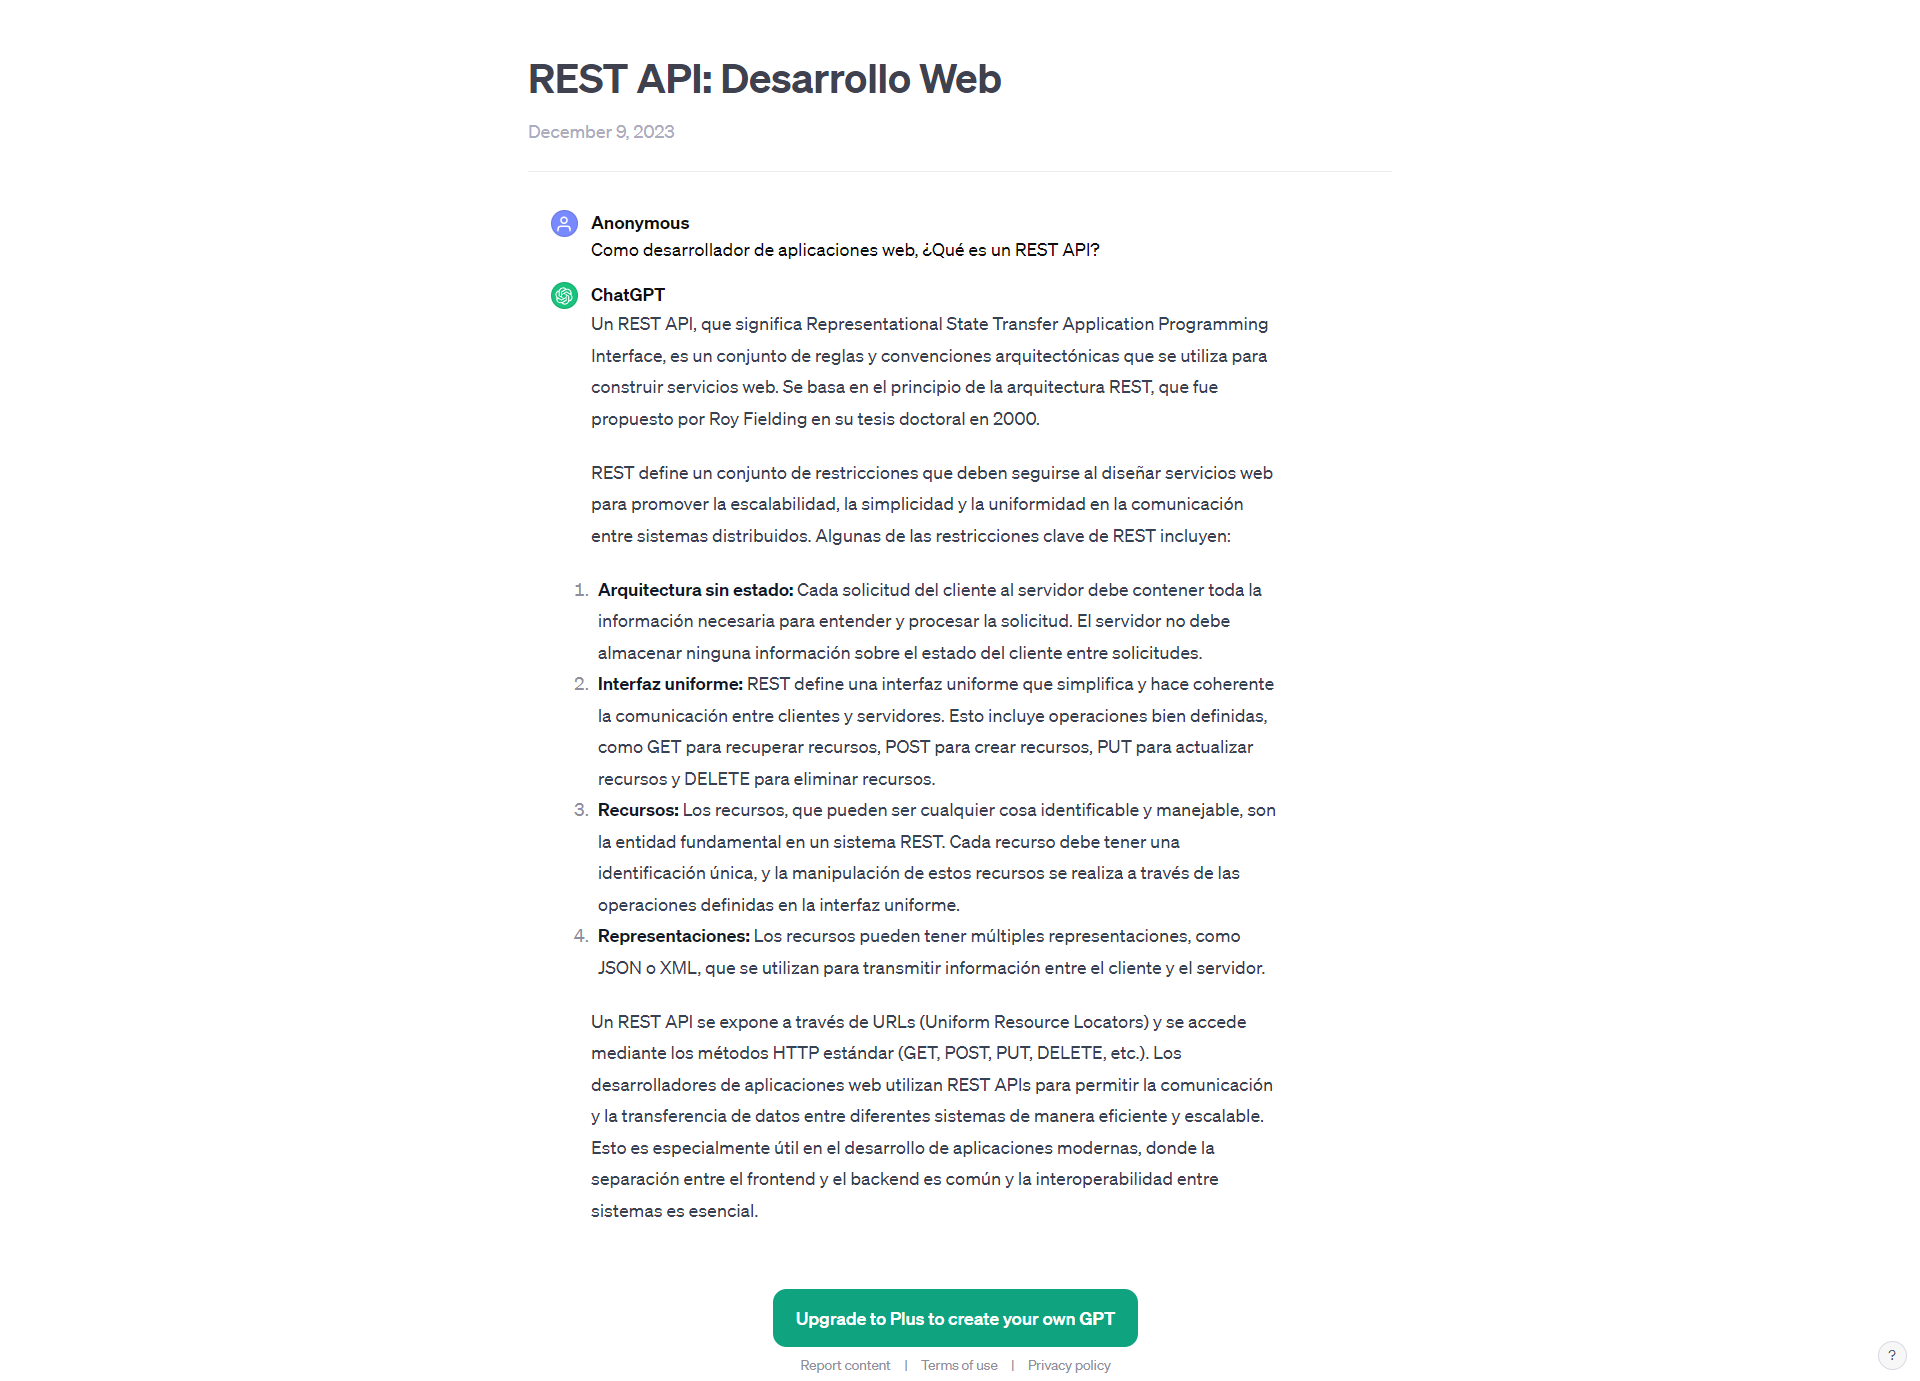 REST API: Desarrollo Web
December 9, 2023
Anonymous
Como desarrollador de aplicaciones web, ¿Qué es un REST API?
ChatGPT
Un REST API, que significa Representational State Transfer Application Programming
Interface, es un conjunto de reglas y convenciones arquitectónicas que se utiliza para
construir servicios web. Se basa en el principio de la arquitectura REST, que fue
propuesto por Roy Fielding en su tesis doctoral en 2000.
REST define un conjunto de restricciones que deben seguirse al diseñar servicios web
para promover la escalabilidad, la simplicidad y la uniformidad en la comunicación
entre sistemas distribuidos. Algunas de las restricciones clave de REST incluyen:
1. Arquitectura sin estado: Cada solicitud del cliente al servidor debe contener toda la
información necesaria para entender y procesar la solicitud. El servidor no debe
almacenar ninguna información sobre el estado del cliente entre solicitudes.
2. Interfaz uniforme: REST define una interfaz uniforme que simplifica y hace coherente
la comunicación entre clientes y servidores. Esto incluye operaciones bien definidas,
como GET para recuperar recursos, POST para crear recursos, PUT para actualizar
recursos y DELETE para eliminar recursos.
3. Recursos: Los recursos, que pueden ser cualquier cosa identificable y manejable, son
la entidad fundamental en un sistema REST. Cada recurso debe tener una
identificación única, y la manipulación de estos recursos se realiza a través de las
operaciones definidas en la interfaz uniforme.
4. Representaciones: Los recursos pueden tener múltiples representaciones, como
JSON o XML, que se utilizan para transmitir información entre el cliente y el servidor.
Un REST API se expone a través de URLs (Uniform Resource Locators) y se accede
mediante los métodos HTTP estándar (GET, POST, PUT, DELETE, etc.). Los
desarrolladores de aplicaciones web utilizan REST APIs para permitir la comunicación
y la transferencia de datos entre diferentes sistemas de manera eficiente y escalable.
Esto es especialmente útil en el desarrollo de aplicaciones modernas, donde la
separación entre el frontend y el backend es común y la interoperabilidad entre
sistemas es esencial.
Upgrade to Plus to create your own GPT
Report content | Terms of use | Privacy policy
?